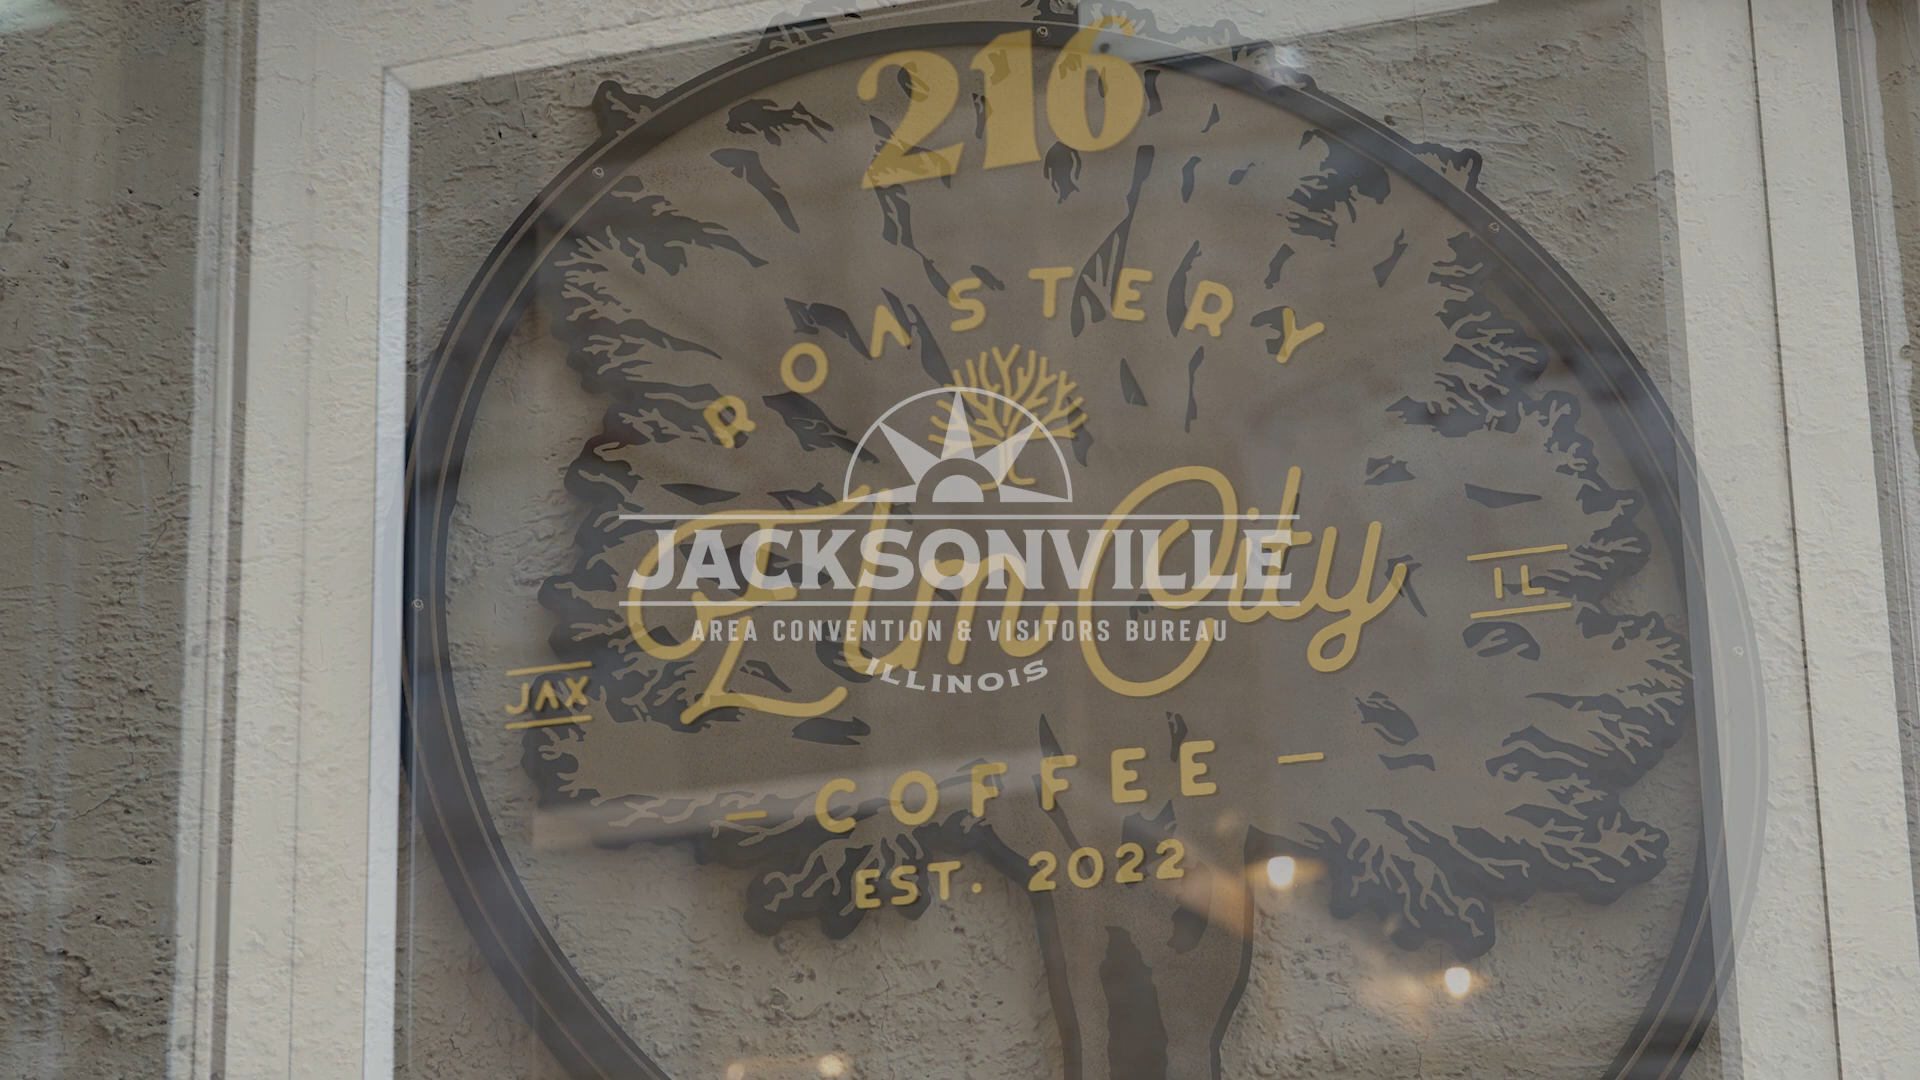 216
ROASTERY
Elm City
JAX
IL
- COFFEE -
EST. 2022
JACKSONVILLE
AREA CONVENTION & VISITORS BUREAU
ILLINOIS